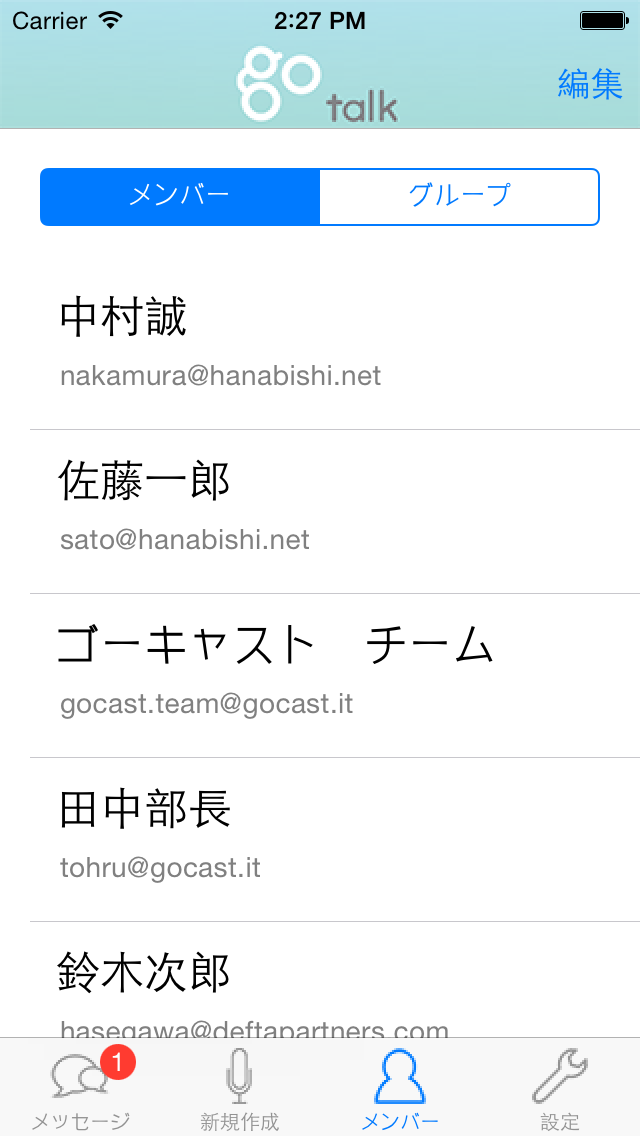 Carrier 2:27 PM
go talk 編集
メンバー グループ
中村誠
nakamura@hanabishi.net
佐藤一郎
sato@hanabishi.net
ゴーキャスト　チーム
gocast.team@gocast.it
田中部長
tohru@gocast.it
鈴木次郎
hasegawa@deftapartners.com
1
メッセージ 新規作成 メンバー 設定